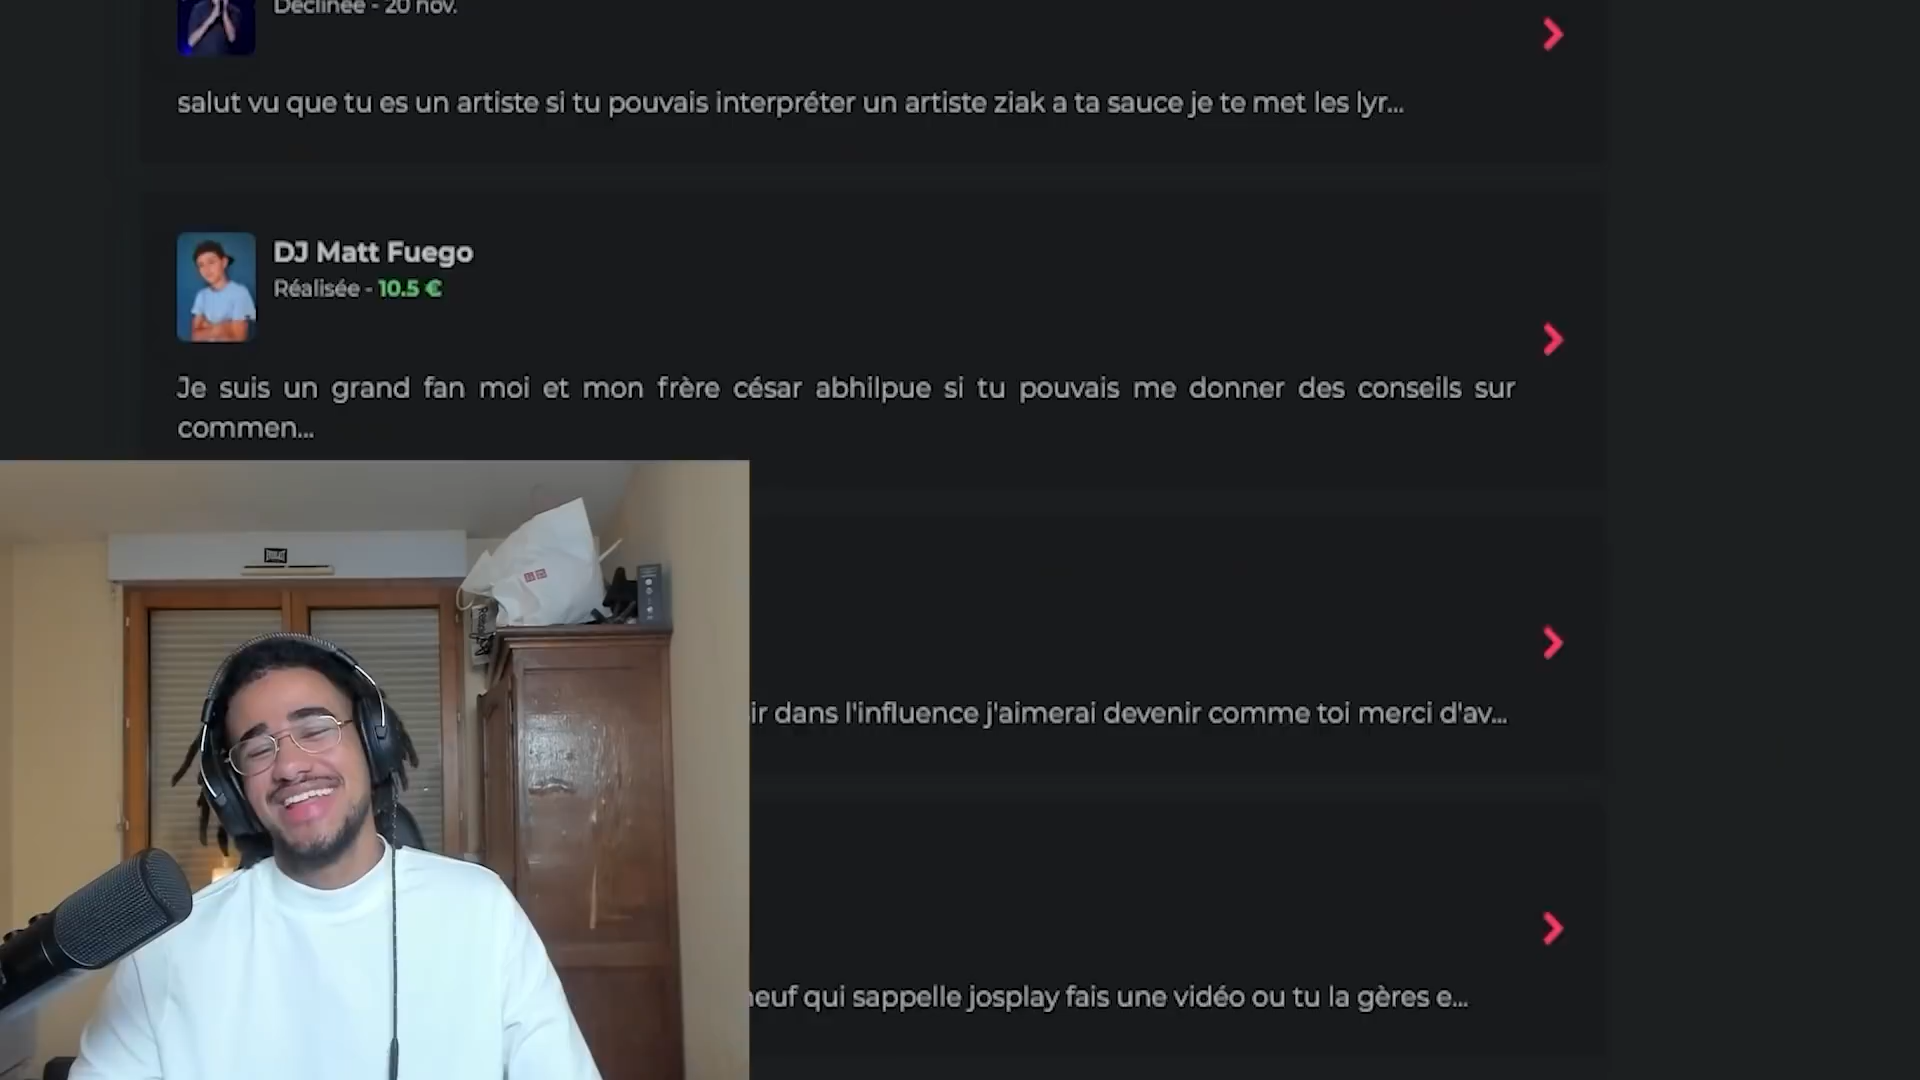 Déclinée - 20 nov.
salut vu que tu es un artiste si tu pouvais interpréter un artiste ziak a ta sauce je te met les lyr...
DJ Matt Fuego
Réalisée - 10.5 €
Je suis un grand fan moi et mon frère césar abhilpue si tu pouvais me donner des conseils sur
commen...
ir dans l'influence j'aimerai devenir comme toi merci d'av...
neuf qui sappelle josplay fais une vidéo ou tu la gères e...